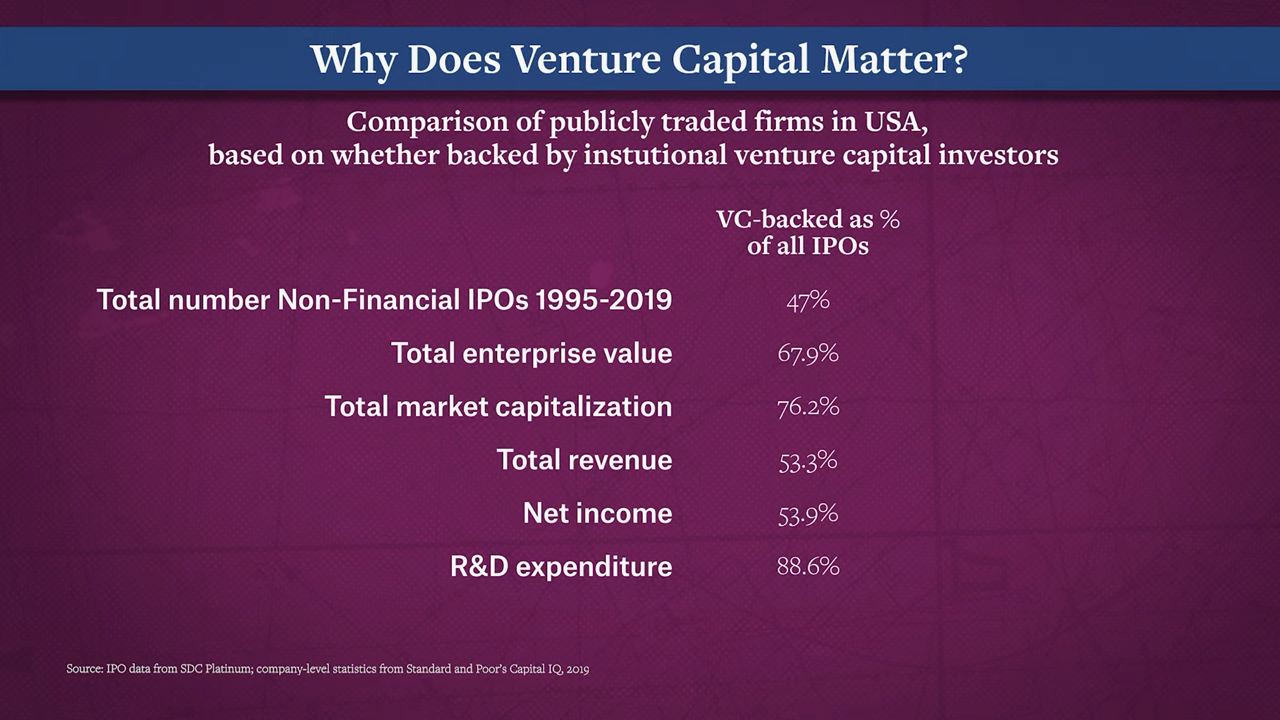 Why Does Venture Capital Matter?
Comparison of publicly traded firms in USA,
based on whether backed by instutional venture capital investors
VC-backed as %
of all IPOs
Total number Non-Financial IPOs 1995-2019 47%
Total enterprise value 67.9%
Total market capitalization 76.2%
Total revenue 53.3%
Net income 53.9%
R&D expenditure 88.6%
Source: IPO data from SDC Platinum; company-level statistics from Standard and Poor's Capital IQ, 2019